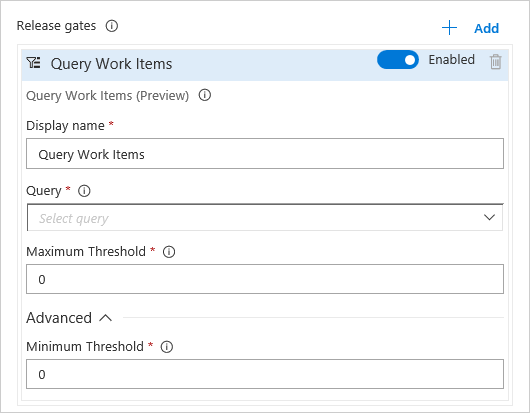 Release gates Add
Query Work Items Enabled
Query Work Items (Preview)
Display name *
Query Work Items
Query *
Select query
Maximum Threshold *
0
Advanced
Minimum Threshold *
0